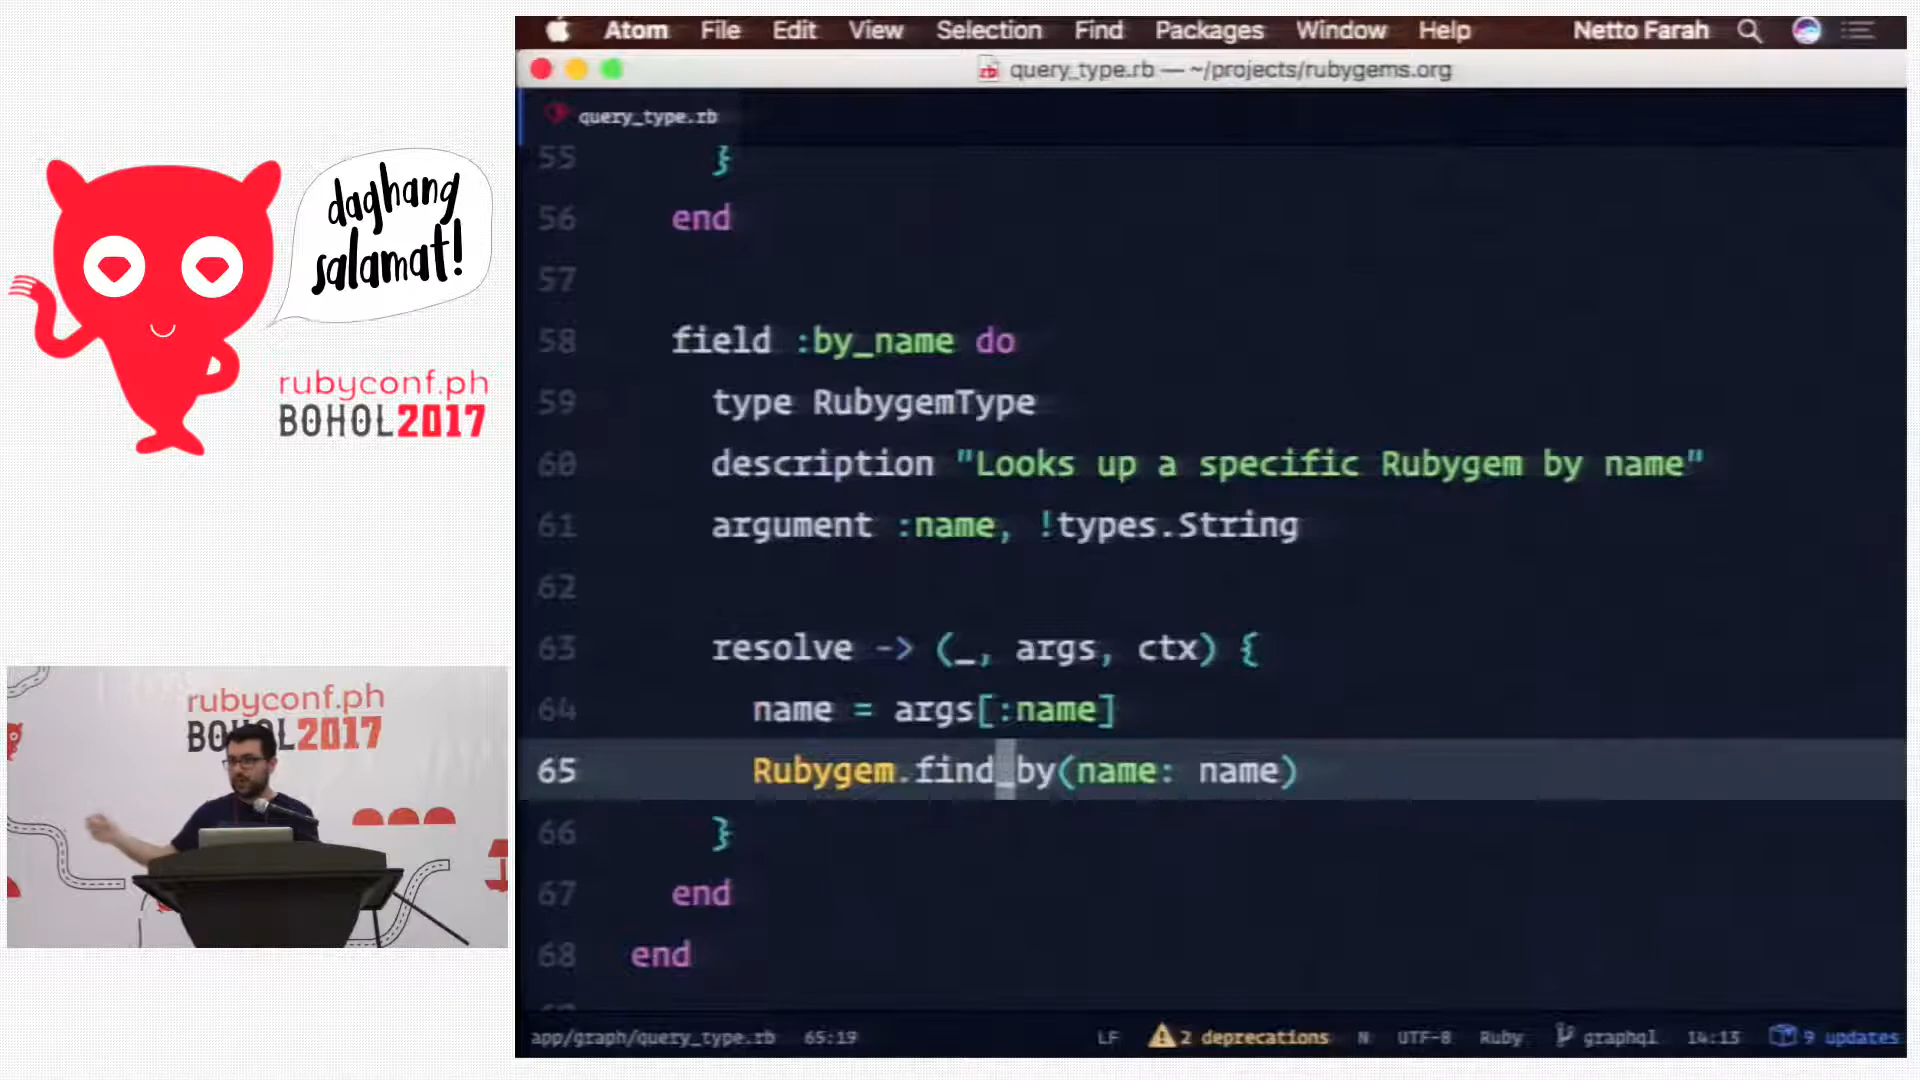 daghang
salamat!
rubyconf.ph
BOHOL2017
rubyconf.ph
BOHOL2017
Atom File Edit View Selection Find Packages Window Help Netto Farah
query_type.rb — ~/projects/rubygems.org
query_type.rb
55 }
56 end
57
58 field :by_name do
59 type RubygemType
60 description "Looks up a specific Rubygem by name"
61 argument :name, !types.String
62
63 resolve -> (_, args, ctx) {
64 name = args[:name]
65 Rubygem.find_by(name: name)
66 }
67 end
68 end
app/graph/query_type.rb 65:19 LF 2 deprecations N UTF-8 Ruby graphql 14:13 9 updates